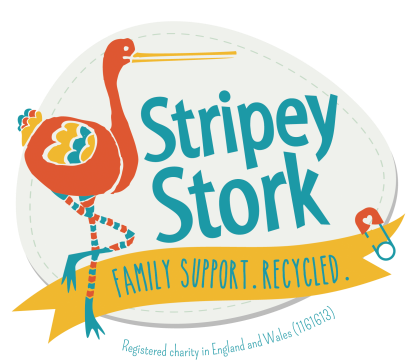 Stripey
Stork
FAMILY SUPPORT. RECYCLED.
Registered charity in England and Wales (1161613)